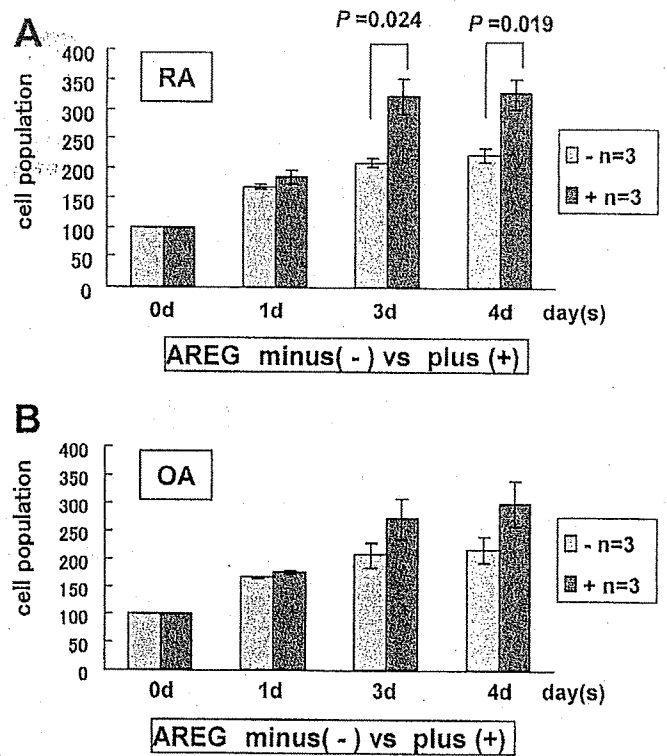 A
P=0.024 P=0.019
RA
cell population
400
350
300
250
200
150
100
50
0
- n=3
+ n=3
0d 1d 3d 4d day(s)
AREG minus( - ) vs plus (+)
B
OA
cell population
400
350
300
250
200
150
100
50
0
- n=3
+ n=3
0d 1d 3d 4d day(s)
AREG minus( - ) vs plus (+)